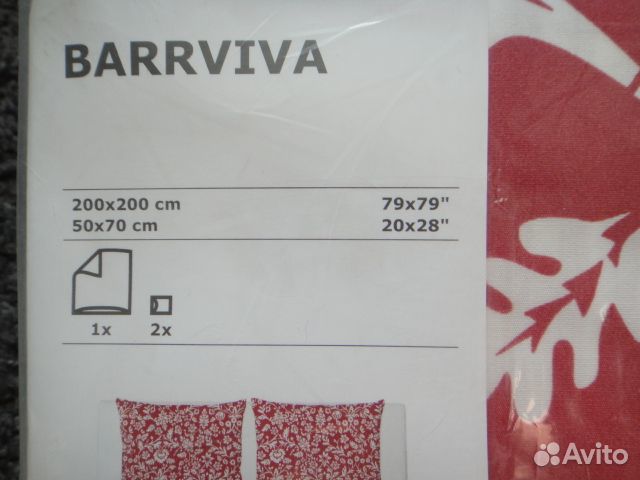 BARRVIVA
200x200 cm 79x79"
50x70 cm 20x28"
1x 2x
Avito